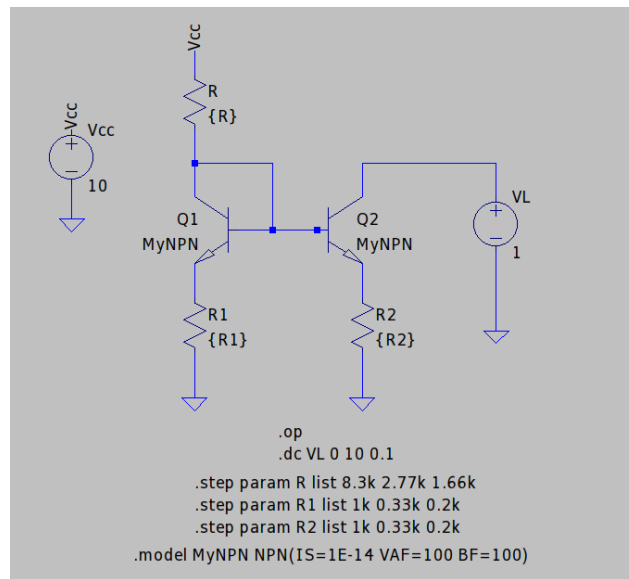 Vcc
R
{R}
Vcc
Vcc
10
Q1
MyNPN
Q2
MyNPN
VL
1
R1
{R1}
R2
{R2}
.op
.dc VL 0 10 0.1
.step param R list 8.3k 2.77k 1.66k
.step param R1 list 1k 0.33k 0.2k
.step param R2 list 1k 0.33k 0.2k
.model MyNPN NPN(IS=1E-14 VAF=100 BF=100)